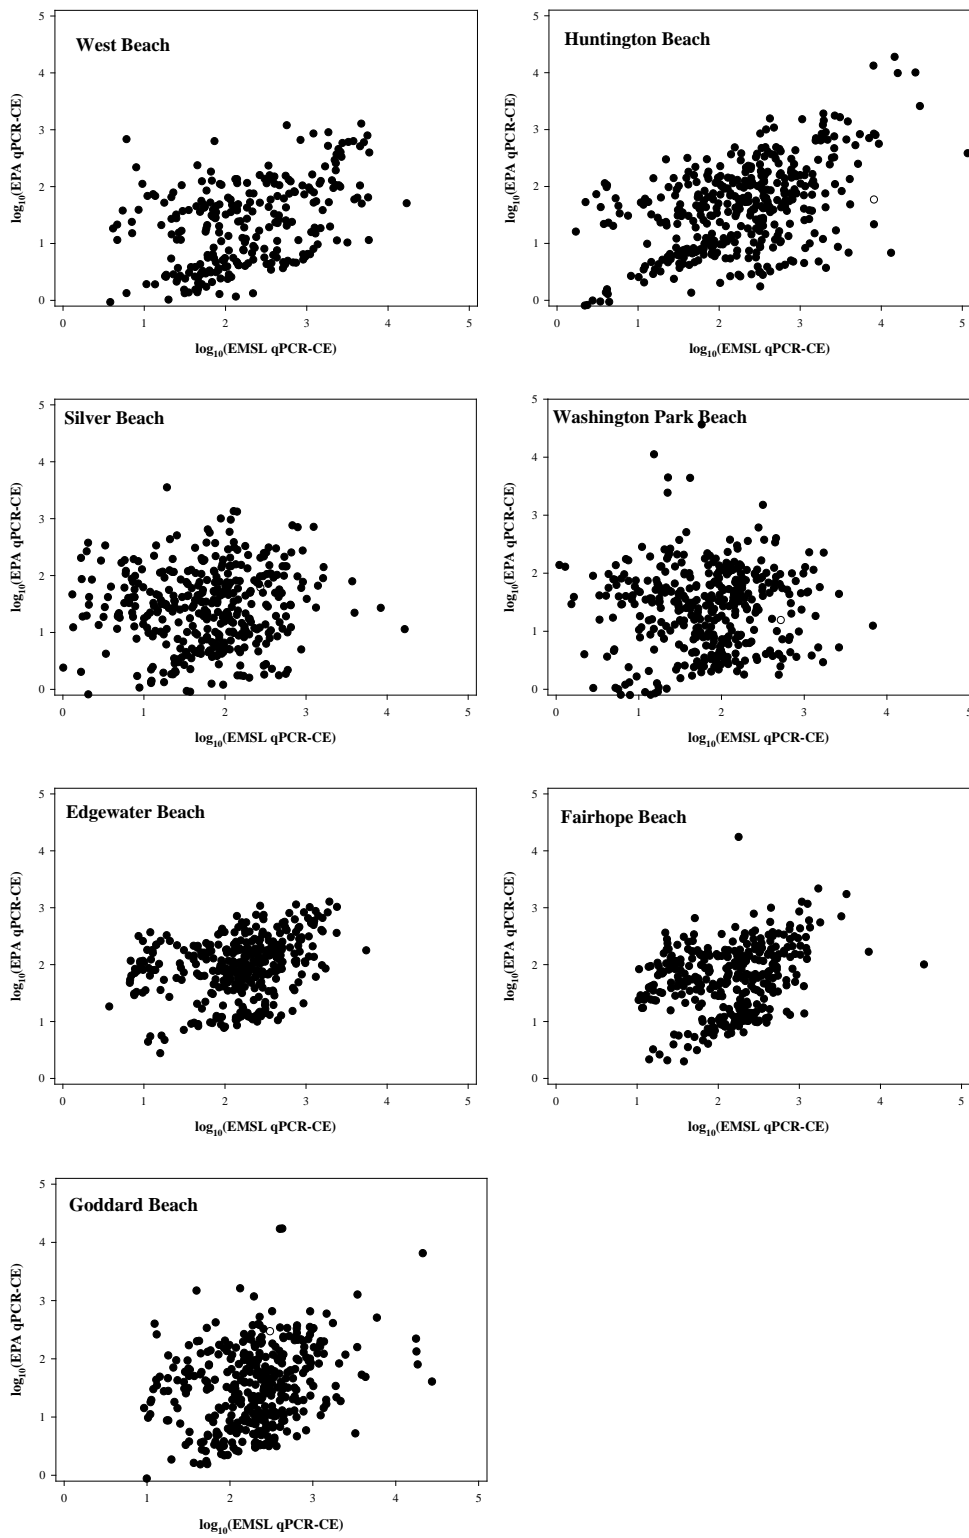 West Beach
Huntington Beach
5
4
3
2
1
0
log10(EPA qPCR-CE)
0 1 2 3 4 5
log10(EMSL qPCR-CE)
5
4
3
2
1
0
log10(EPA qPCR-CE)
0 1 2 3 4 5
log10(EMSL qPCR-CE)
Silver Beach
Washington Park Beach
5
4
3
2
1
0
log10(EPA qPCR-CE)
0 1 2 3 4 5
log10(EMSL qPCR-CE)
5
4
3
2
1
0
log10(EPA qPCR-CE)
0 1 2 3 4 5
log10(EMSL qPCR-CE)
Edgewater Beach
Fairhope Beach
5
4
3
2
1
0
log10(EPA qPCR-CE)
0 1 2 3 4 5
log10(EMSL qPCR-CE)
5
4
3
2
1
0
log10(EPA qPCR-CE)
0 1 2 3 4 5
log10(EMSL qPCR-CE)
Goddard Beach
5
4
3
2
1
0
log10(EPA qPCR-CE)
0 1 2 3 4 5
log10(EMSL qPCR-CE)